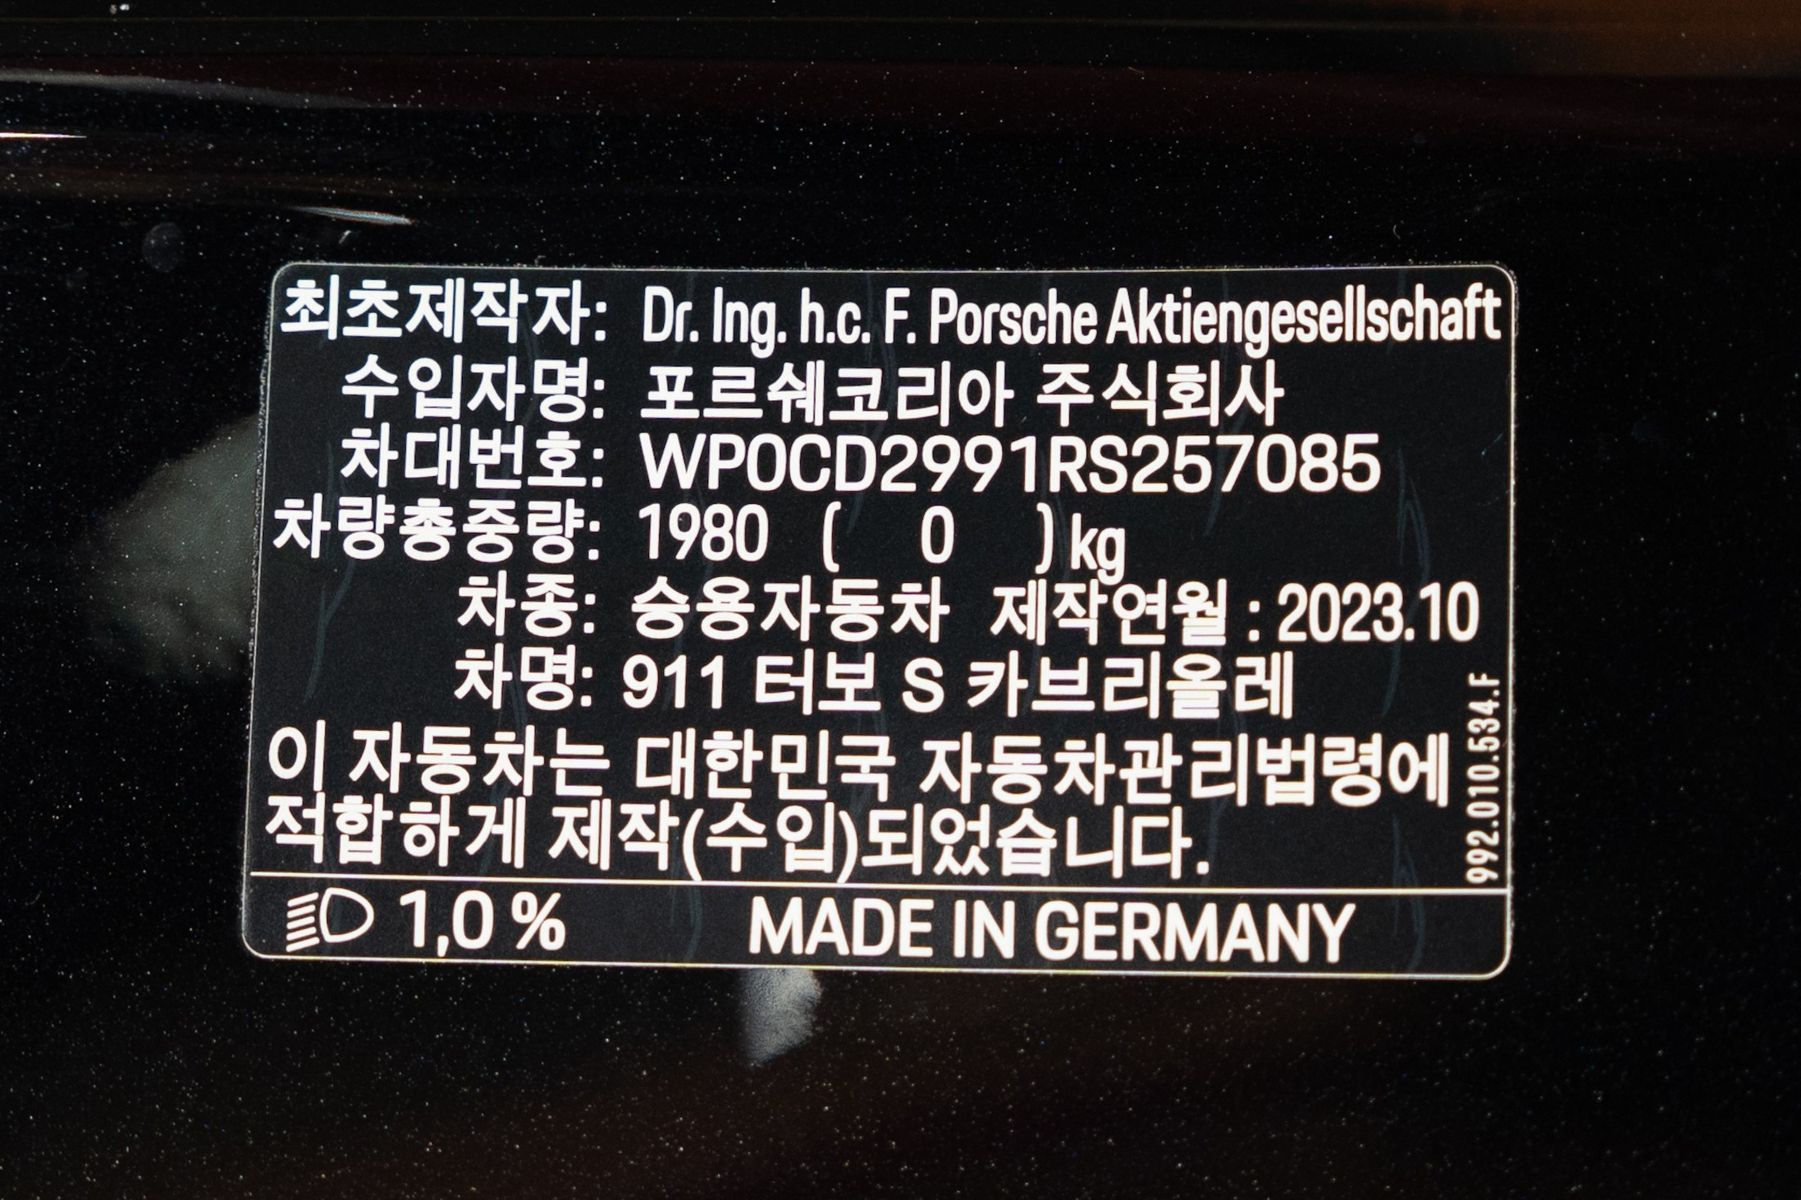 최초제작자: Dr. Ing. h.c. F. Porsche Aktiengesellschaft
수입자명: 포르쉐코리아 주식회사
차대번호: WP0CD2991RS257085
차량총중량: 1980 ( 0 ) kg
차종: 승용자동차 제작연월 : 2023.10
차명: 911 터보 S 카브리올레
이 자동차는 대한민국 자동차관리법령에
적합하게 제작(수입)되었습니다.
992.010.534.F
1,0 % MADE IN GERMANY